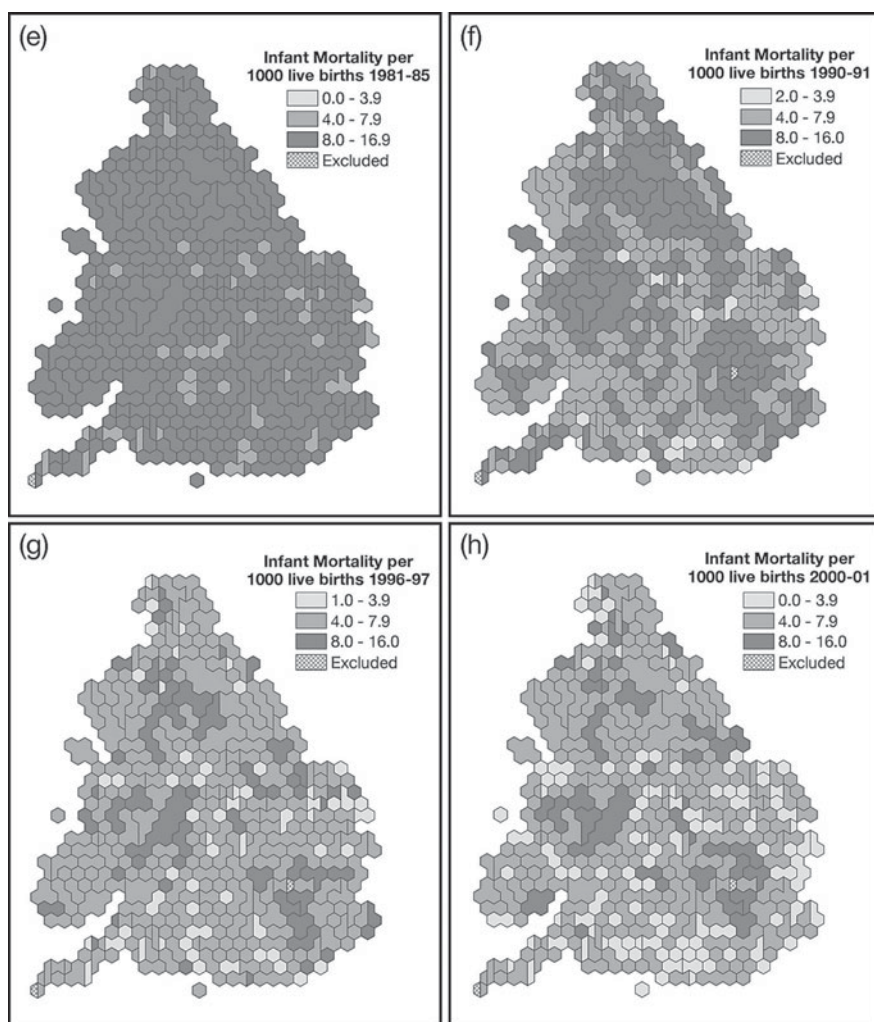 (e)
Infant Mortality per
1000 live births 1981-85
0.0 - 3.9
4.0 - 7.9
8.0 - 16.9
Excluded
(f)
Infant Mortality per
1000 live births 1990-91
2.0 - 3.9
4.0 - 7.9
8.0 - 16.0
Excluded
(g)
Infant Mortality per
1000 live births 1996-97
1.0 - 3.9
4.0 - 7.9
8.0 - 16.0
Excluded
(h)
Infant Mortality per
1000 live births 2000-01
0.0 - 3.9
4.0 - 7.9
8.0 - 16.0
Excluded